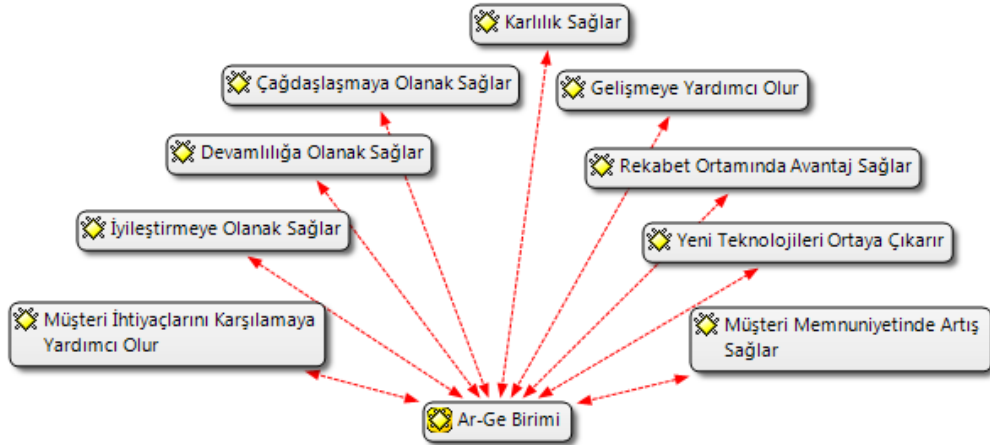 Karlılık Sağlar
Çağdaşlaşmaya Olanak Sağlar
Gelişmeye Yardımcı Olur
Devamlılığa Olanak Sağlar
Rekabet Ortamında Avantaj Sağlar
İyileştirmeye Olanak Sağlar
Yeni Teknolojileri Ortaya Çıkarır
Müşteri İhtiyaçlarını Karşılamaya
Yardımcı Olur
Müşteri Memnuniyetinde Artış
Sağlar
Ar-Ge Birimi